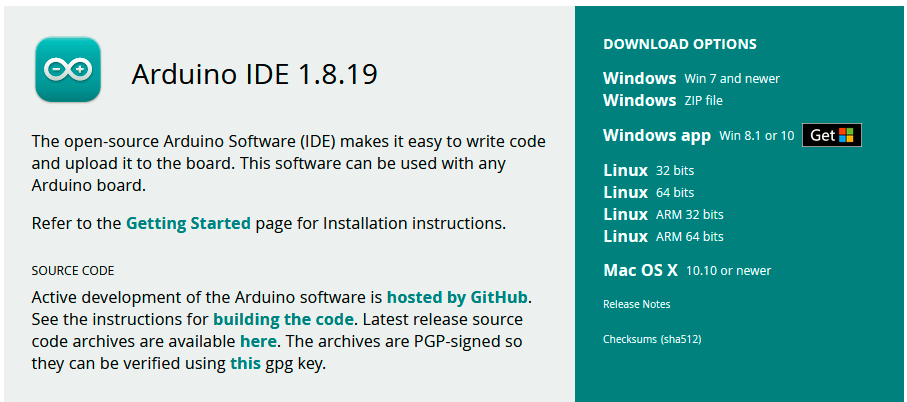 Arduino IDE 1.8.19
The open-source Arduino Software (IDE) makes it easy to write code
and upload it to the board. This software can be used with any
Arduino board.
Refer to the Getting Started page for Installation instructions.
SOURCE CODE
Active development of the Arduino software is hosted by GitHub.
See the instructions for building the code. Latest release source
code archives are available here. The archives are PGP-signed so
they can be verified using this gpg key.
DOWNLOAD OPTIONS
Windows Win 7 and newer
Windows ZIP file
Windows app Win 8.1 or 10 Get
Linux 32 bits
Linux 64 bits
Linux ARM 32 bits
Linux ARM 64 bits
Mac OS X 10.10 or newer
Release Notes
Checksums (sha512)